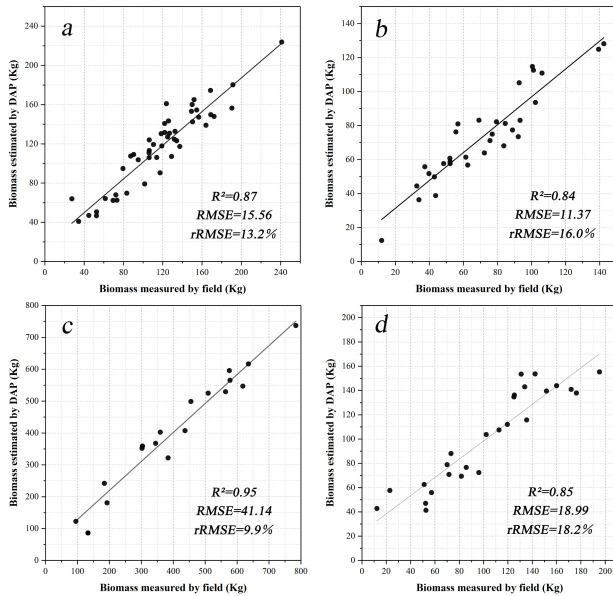 a
260
240
220
200
180
160
140
120
100
80
60
40
20
0
0 40 80 120 160 200 240
R²=0.87
RMSE=15.56
rRMSE=13.2%
Biomass measured by field (Kg)
Biomass estimated by DAP (Kg)
b
140
120
100
80
60
40
20
0
0 20 40 60 80 100 120 140
R²=0.84
RMSE=11.37
rRMSE=16.0%
Biomass measured by field (Kg)
Biomass estimated by DAP (Kg)
c
800
700
600
500
400
300
200
100
0
0 100 200 300 400 500 600 700 800
R²=0.95
RMSE=41.14
rRMSE=9.9%
Biomass measured by field (Kg)
Biomass estimated by DAP (Kg)
d
200
180
160
140
120
100
80
60
40
20
0
0 20 40 60 80 100 120 140 160 180 200
R²=0.85
RMSE=18.99
rRMSE=18.2%
Biomass measured by field (Kg)
Biomass estimated by DAP (Kg)